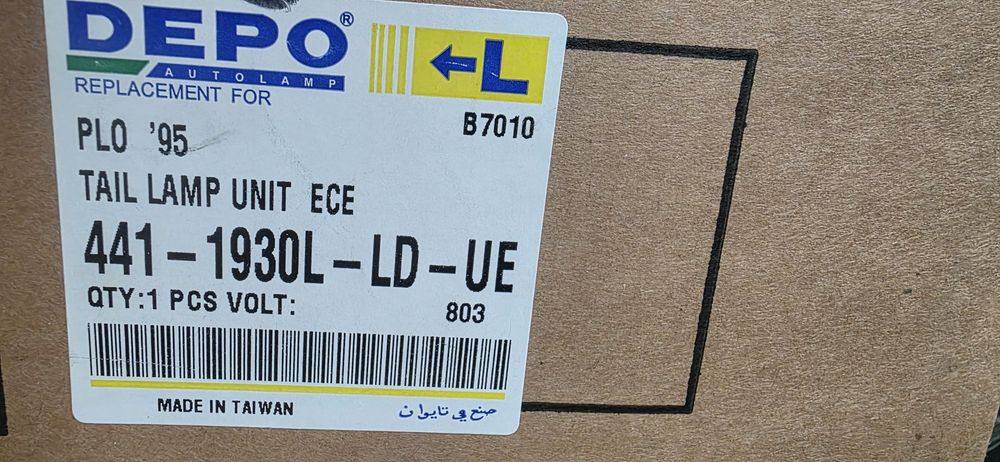 DEPO®
AUTOLAMP
REPLACEMENT FOR
←L
B7010
PLO '95
TAIL LAMP UNIT ECE
441-1930L-LD-UE
QTY:1 PCS VOLT:
803
MADE IN TAIWAN
صنع في تايوان